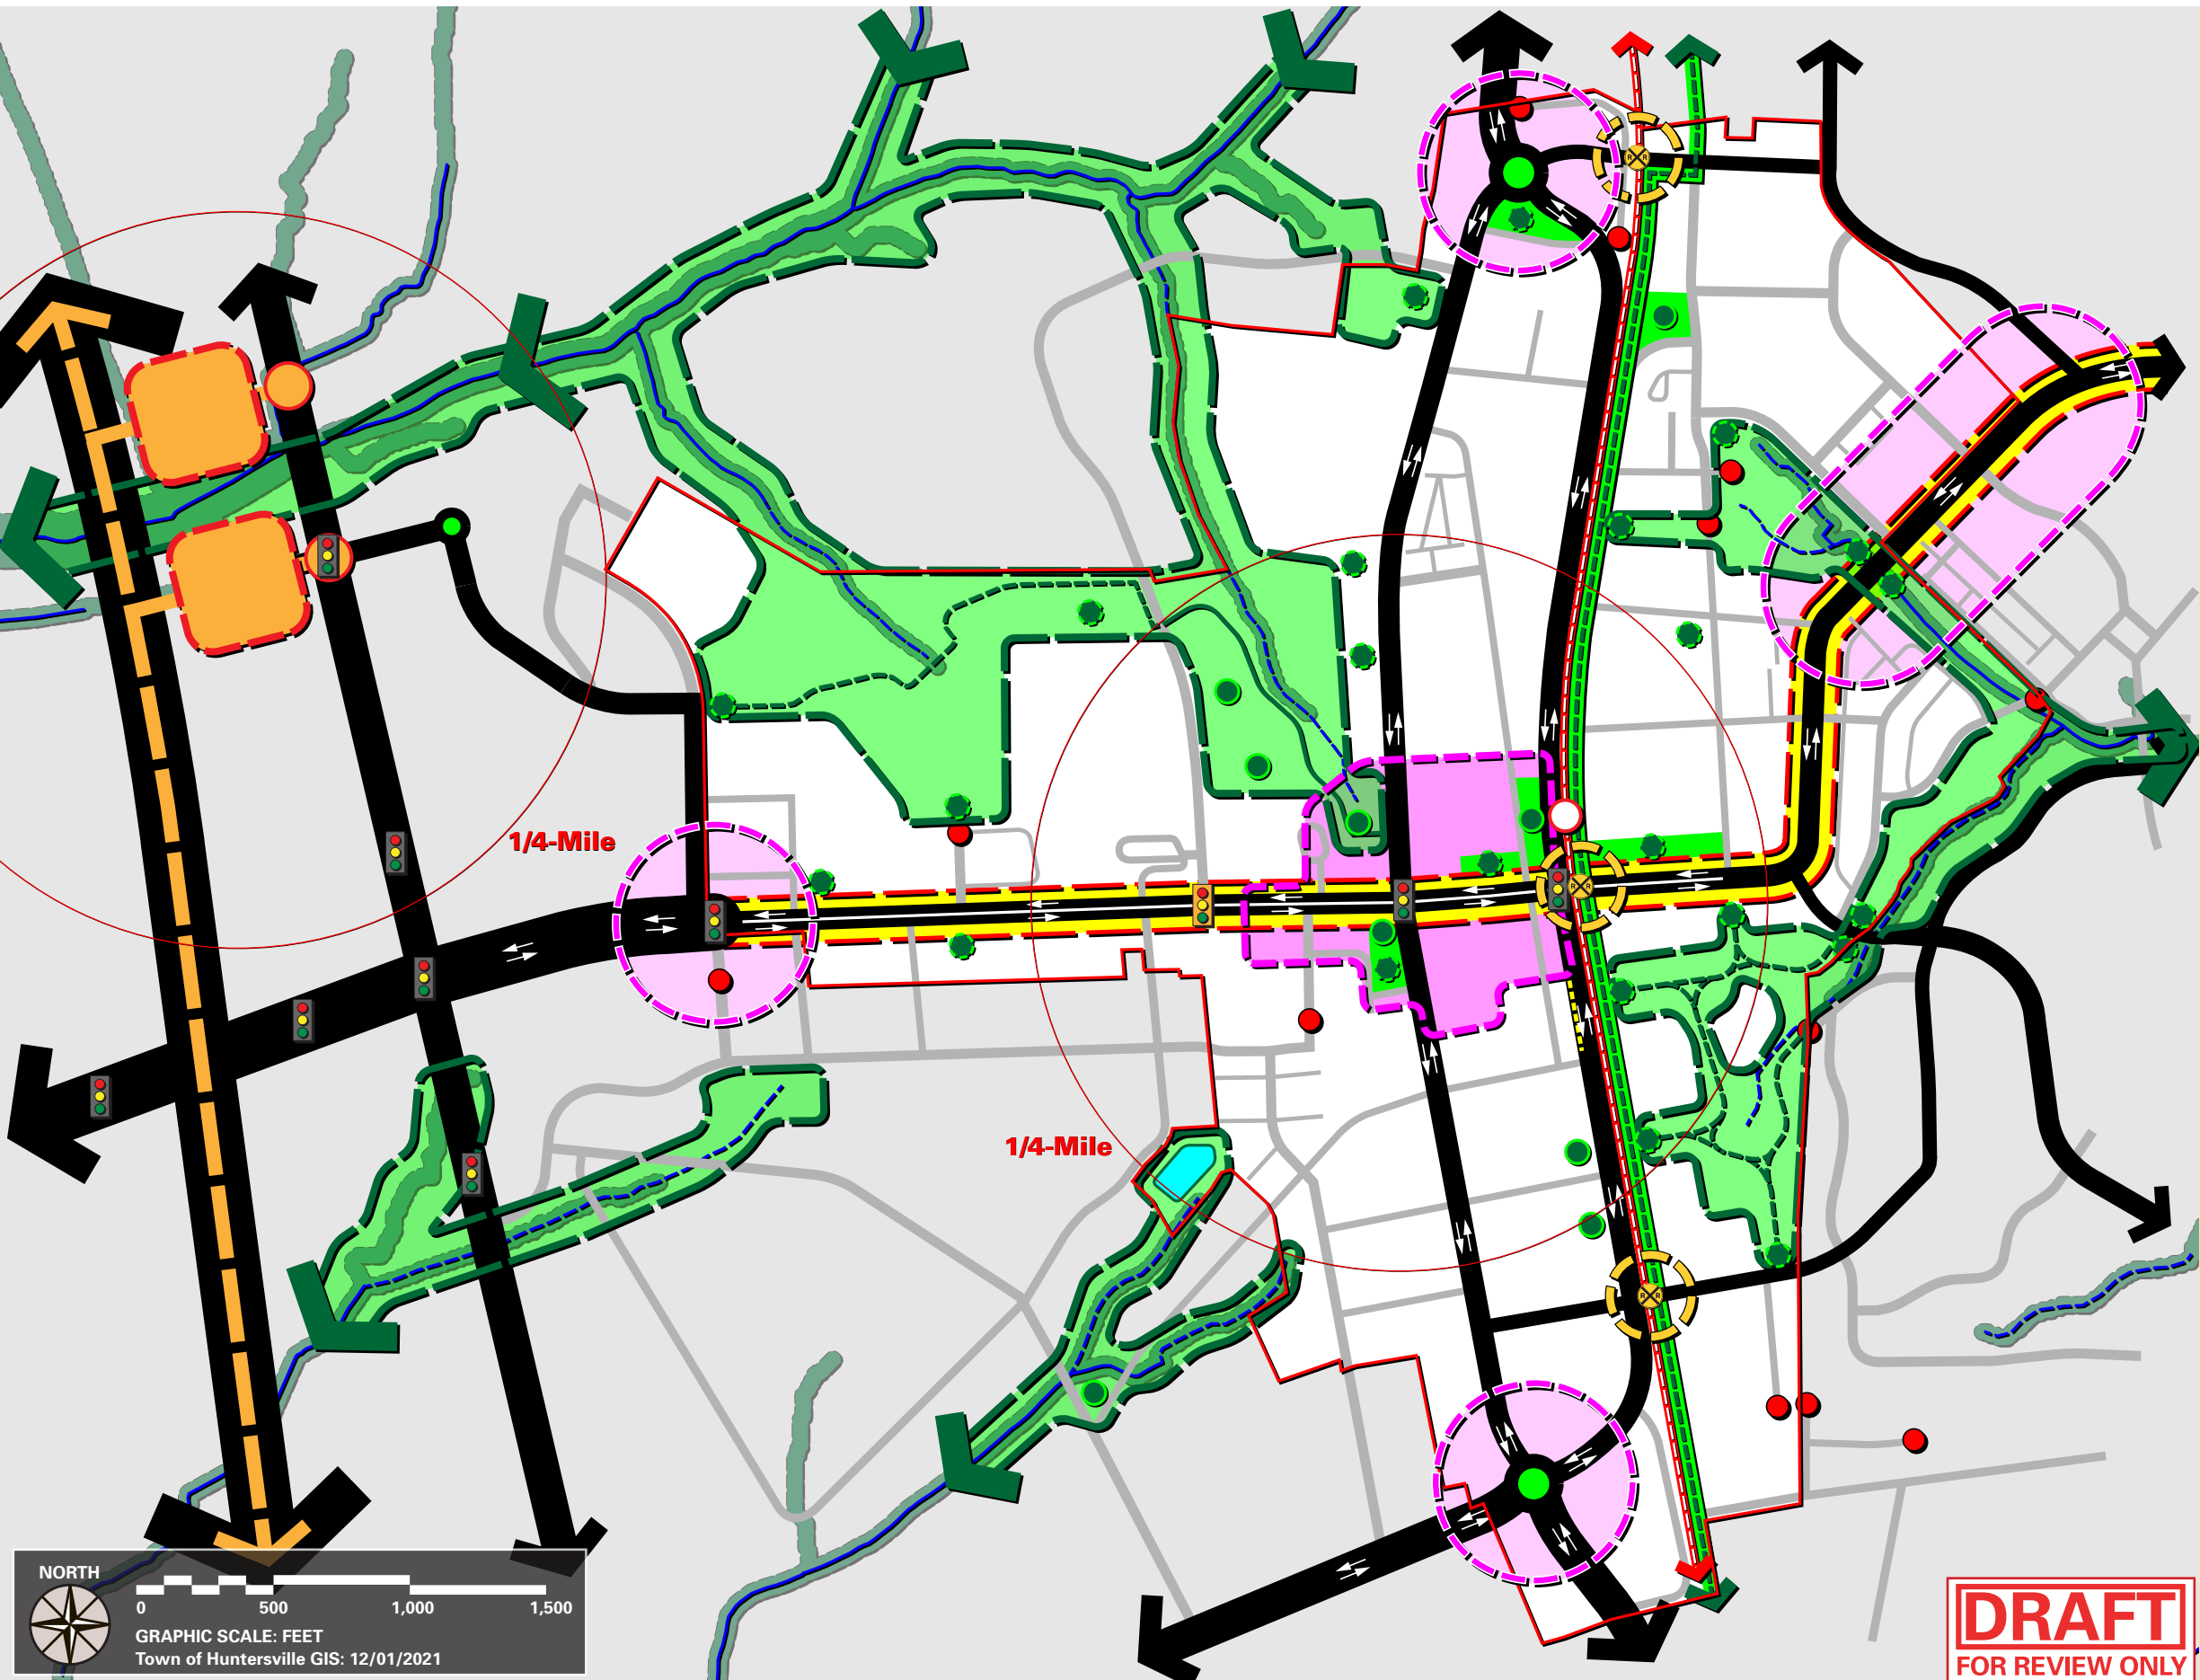 1/4-Mile
1/4-Mile
NORTH
0 500 1,000 1,500
GRAPHIC SCALE: FEET
Town of Huntersville GIS: 12/01/2021
DRAFT
FOR REVIEW ONLY
R R
R R
R R